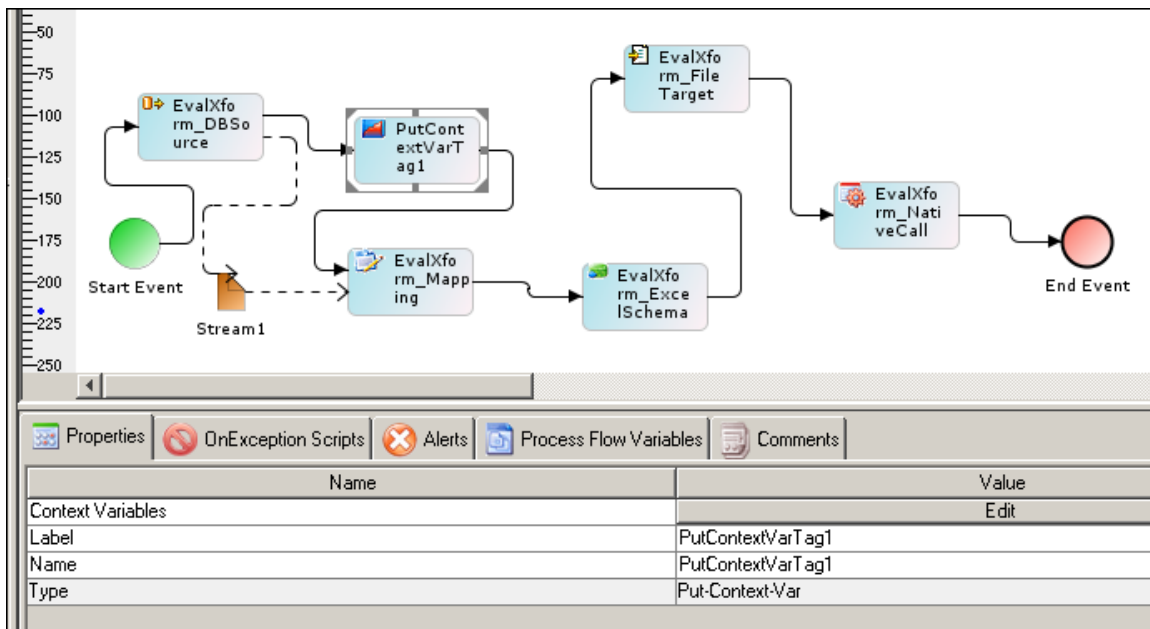 50
75
100
125
150
175
200
225
250
EvalXfo
rm_DBSo
urce
PutCont
extVarT
ag1
EvalXfo
rm_File
Target
EvalXfo
rm_Nati
veCall
Start Event
End Event
EvalXfo
rm_Mapp
ing
EvalXfo
rm_Exce
lSchema
Stream1
Properties OnException Scripts Alerts Process Flow Variables Comments
Name Value
Context Variables Edit
Label PutContextVarTag1
Name PutContextVarTag1
Type Put-Context-Var